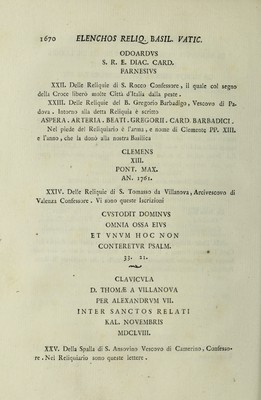 1670 ELENCHOS RELIQ. BASIL. VATIC.
ODOARDVS
S. R. E. DIAC. CARD.
FARNESIVS
XXII. Delle Reliquie di S. Rocco Confessore, il quale col segno
della Croce liberò molte Città d'Italia dalla peste.
XXIII. Delle Reliquie del B. Gregorio Barbadigo, Vescovo di Pa-
dova. Intorno alla detta Reliquia è scritto
ASPERA. ARTERIA. BEATI. GREGORII. CARD. BARBADICI.
Nel piede del Reliquiario è l'arma, e nome di Clemente PP. XIII.
e l'anno, che la donò alla nostra Basilica
CLEMENS
XIII.
PONT. MAX.
AN. 1761.
XXIV. Delle Reliquie di S. Tomaso da Villanova, Arcivescovo di
Valenza Confessore. Vi sono queste Iscrizioni
CVSTODIT DOMINVS
OMNIA OSSA EIVS
ET VNVM HOC NON
CONTERETVR PSALM.
33. 21.
CLAVICVLA
D. THOMÆ A VILLANOVA
PER ALEXANDRVM VII.
INTER SANCTOS RELATI
KAL. NOVEMBRIS
MDCLVIII.
XXV. Della Spalla di S. Ansovino Vescovo di Camerino, Confesso-
re. Nel Reliquiario sono queste lettere.